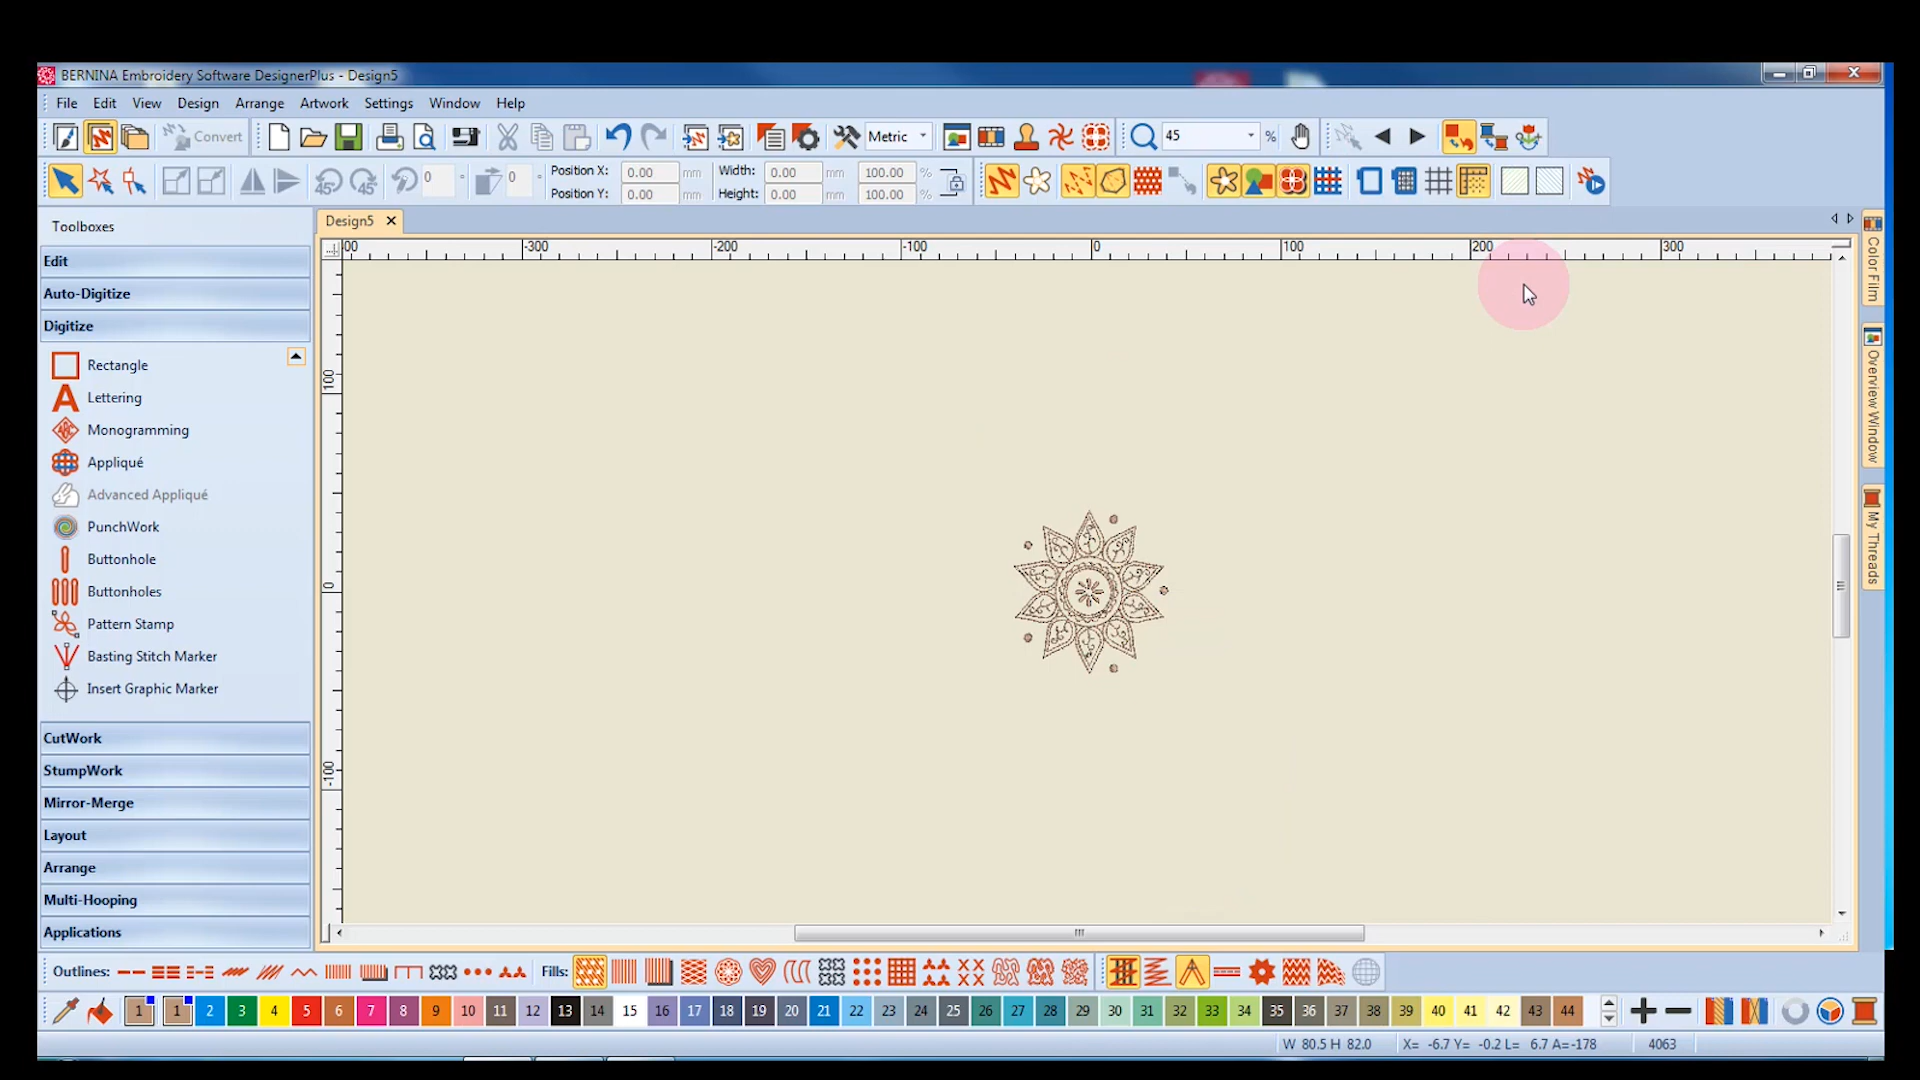 BERNINA Embroidery Software DesignerPlus - Design5
File Edit View Design Arrange Artwork Settings Window Help
Convert Metric 45 %
0 0 Position X: 0.00 mm Width: 0.00 mm 100.00 %
Position Y: 0.00 mm Height: 0.00 mm 100.00 %
Toolboxes
Design5
Edit
Auto-Digitize
Digitize
Rectangle
Lettering
Monogramming
Appliqué
Advanced Appliqué
PunchWork
Buttonhole
Buttonholes
Pattern Stamp
Basting Stitch Marker
Insert Graphic Marker
CutWork
StumpWork
Mirror-Merge
Layout
Arrange
Multi-Hooping
Applications
00 -300 -200 -100 0 100 200 300
100
0
-100
Color Film
Overview Window
My Threads
Outlines: Fills:
1 1 2 3 4 5 6 7 8 9 10 11 12 13 14 15 16 17 18 19 20 21 22 23 24 25 26 27 28 29 30 31 32 33 34 35 36 37 38 39 40 41 42 43 44
W 80.5 H 82.0 X= -6.7 Y= -0.2 L= 6.7 A=-178 4063